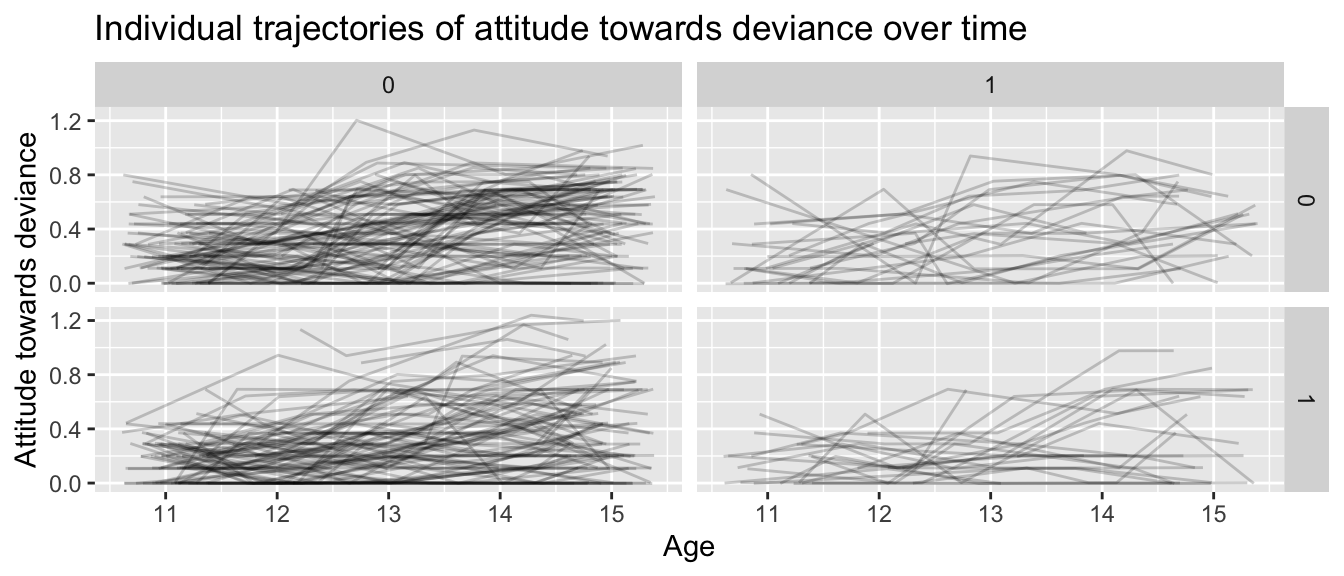 Individual trajectories of attitude towards deviance over time
0 1
1.2
0.8
0.4
0.0
0
1.2
0.8
0.4
0.0
1
Attitude towards deviance
11 12 13 14 15 11 12 13 14 15
Age